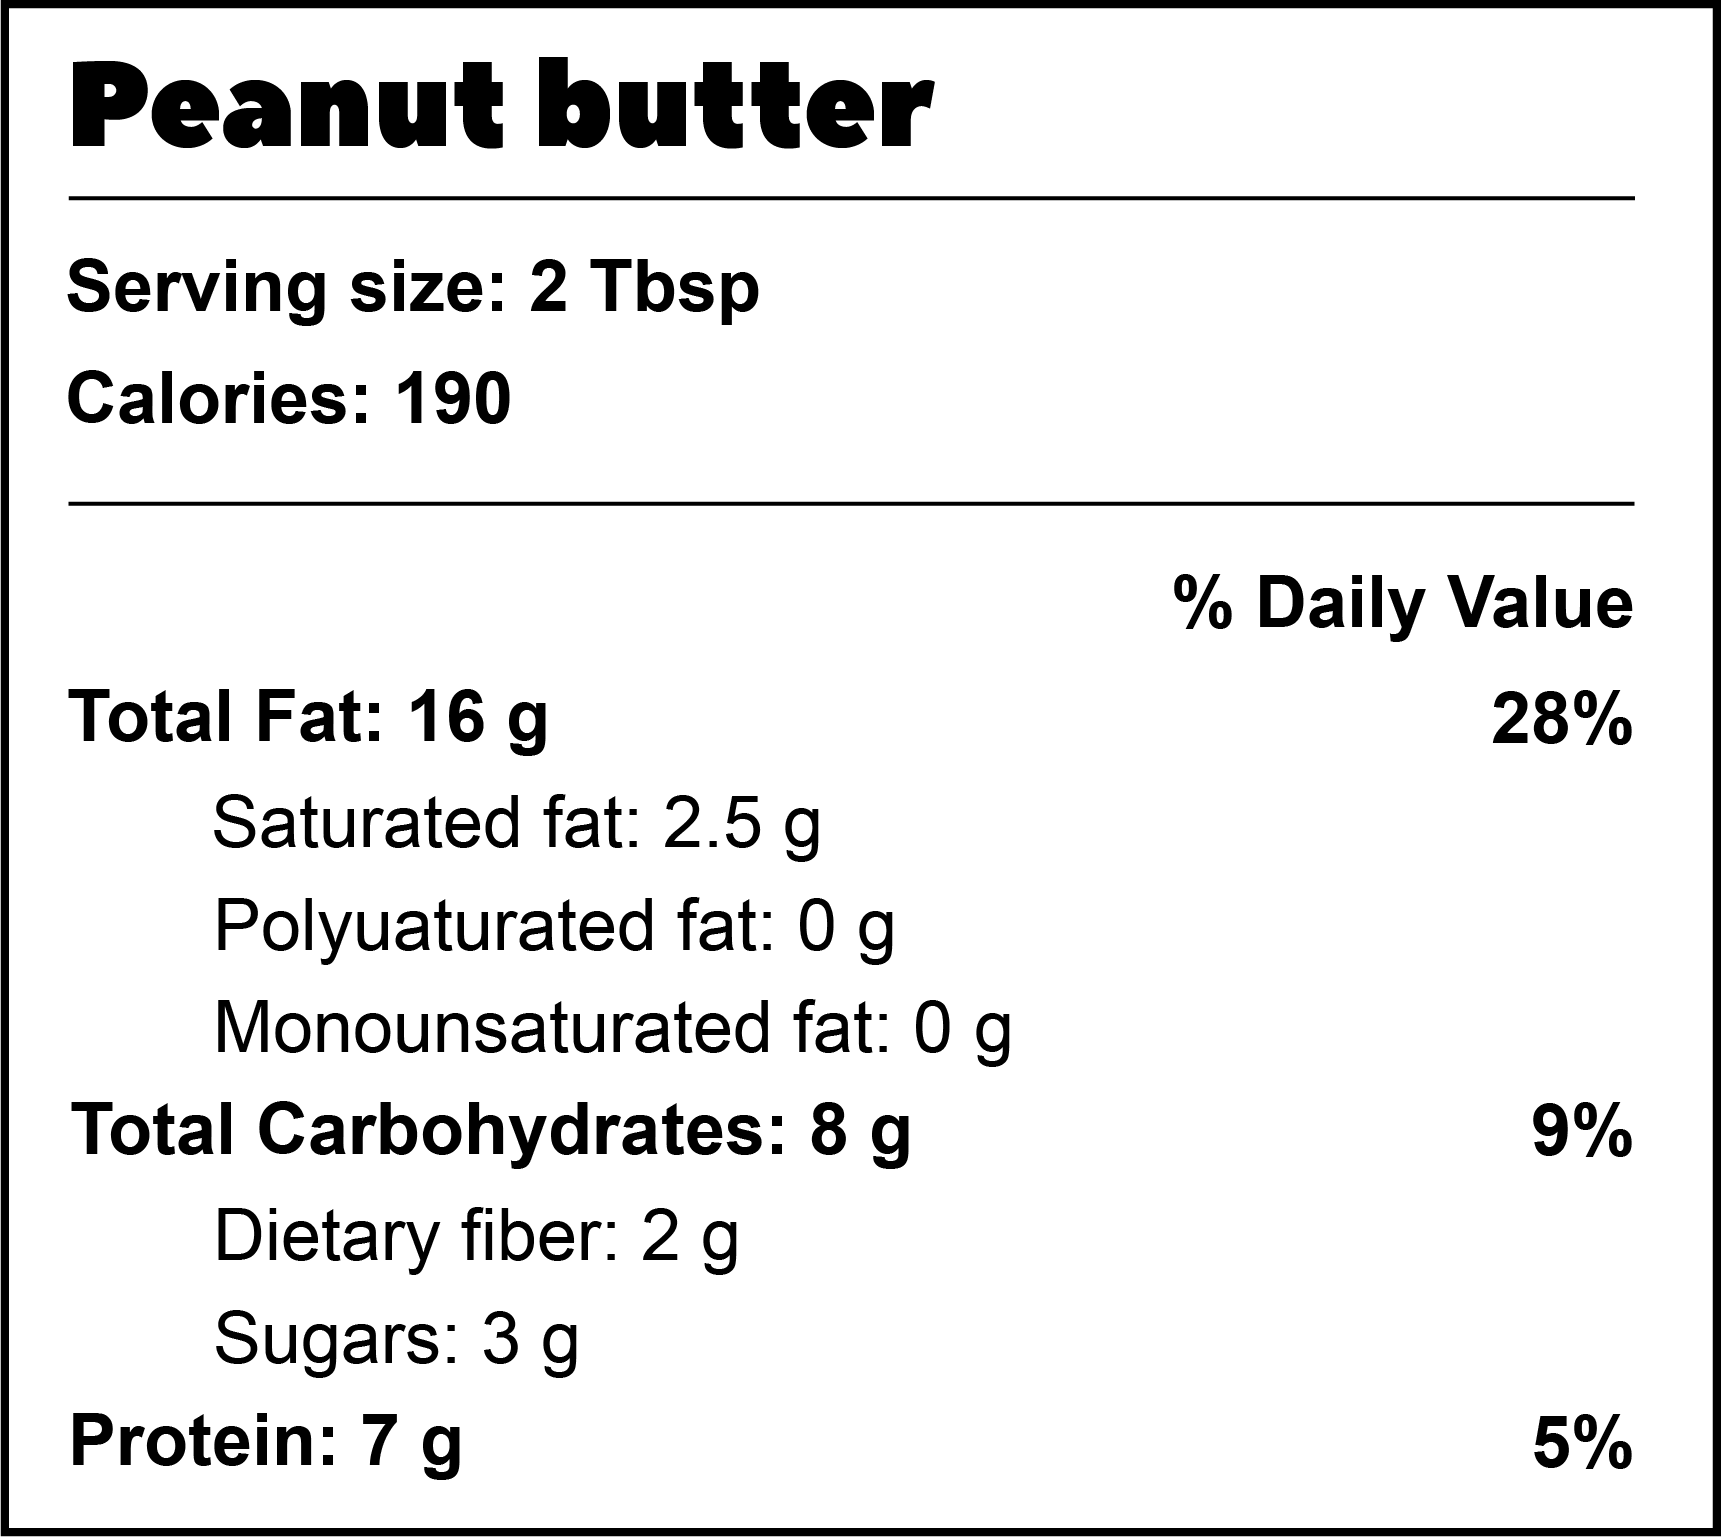 Peanut butter
Serving size: 2 Tbsp
Calories: 190
% Daily Value
Total Fat: 16 g 28%
Saturated fat: 2.5 g
Polyuaturated fat: 0 g
Monounsaturated fat: 0 g
Total Carbohydrates: 8 g 9%
Dietary fiber: 2 g
Sugars: 3 g
Protein: 7 g 5%